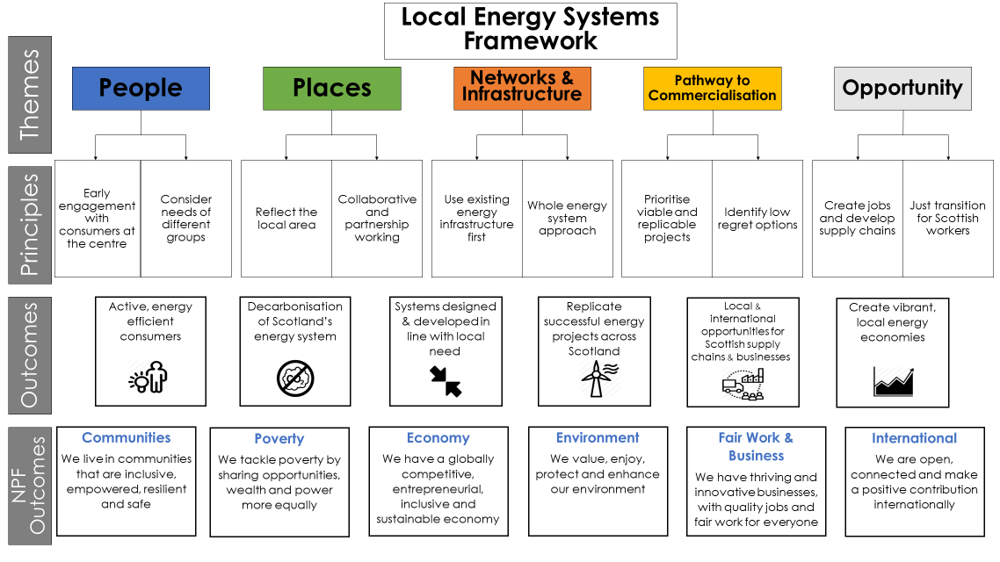 Local Energy Systems
Framework
Themes
People
Places
Networks &
Infrastructure
Pathway to
Commercialisation
Opportunity
Principles
Early
engagement
with
consumers at
the centre
Consider
needs of
different
groups
Reflect the
local area
Collaborative
and
partnership
working
Use existing
energy
infrastructure
first
Whole energy
system
approach
Prioritise
viable and
replicable
projects
Identify low
regret options
Create jobs
and develop
supply chains
Just transition
for Scottish
workers
Outcomes
Active, energy
efficient
consumers
Decarbonisation
of Scotland's
energy system
CO2
Systems designed
& developed in
line with local
need
Replicate
successful energy
projects across
Scotland
Local &
international
opportunities for
Scottish supply
chains & businesses
Create vibrant,
local energy
economies
NPF
Outcomes
Communities
We live in communities
that are inclusive,
empowered, resilient
and safe
Poverty
We tackle poverty by
sharing opportunities,
wealth and power
more equally
Economy
We have a globally
competitive,
entrepreneurial,
inclusive and
sustainable economy
Environment
We value, enjoy,
protect and enhance
our environment
Fair Work &
Business
We have thriving and
innovative businesses,
with quality jobs and
fair work for everyone
International
We are open,
connected and make
a positive contribution
internationally